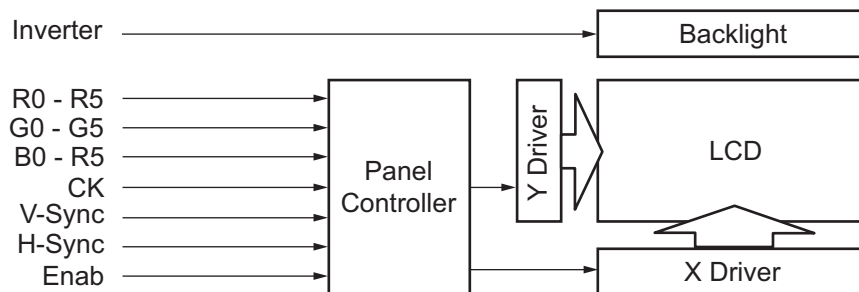 Inverter
Backlight
R0 - R5
G0 - G5
B0 - R5
CK
V-Sync
H-Sync
Enab
Panel
Controller
Y Driver
LCD
X Driver